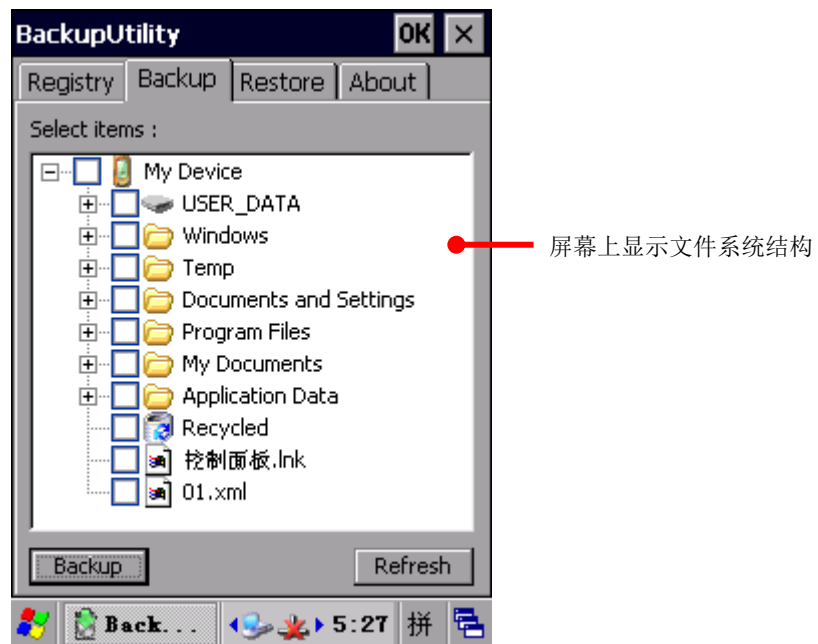 BackupUtility OK ×
Registry Backup Restore About
Select items :
My Device
USER_DATA
Windows
屏幕上显示文件系统结构
Temp
Documents and Settings
Program Files
My Documents
Application Data
Recycled
控制面板.lnk
01.xml
Backup Refresh
Back... 5:27 拼